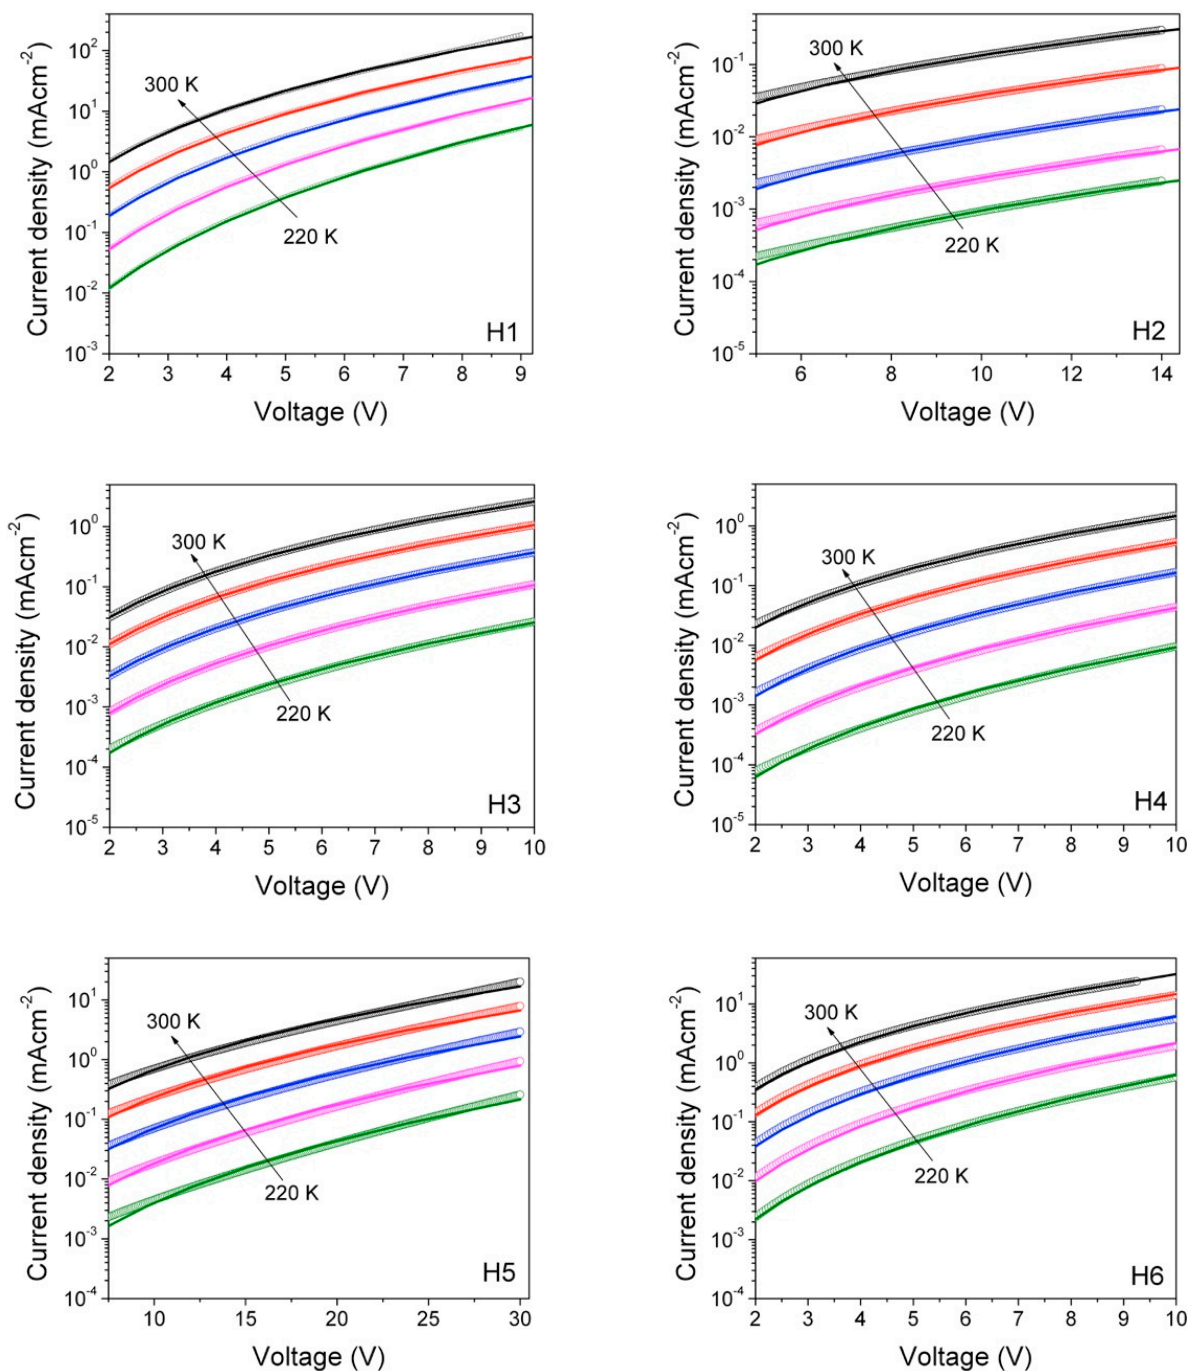 Current density (mAcm⁻²)
10²
10¹
10⁰
10⁻¹
10⁻²
10⁻³
300 K
220 K
H1
2 3 4 5 6 7 8 9
Voltage (V)
Current density (mAcm⁻²)
10⁻¹
10⁻²
10⁻³
10⁻⁴
10⁻⁵
300 K
220 K
H2
6 8 10 12 14
Voltage (V)
Current density (mAcm⁻²)
10⁰
10⁻¹
10⁻²
10⁻³
10⁻⁴
10⁻⁵
300 K
220 K
H3
2 3 4 5 6 7 8 9 10
Voltage (V)
Current density (mAcm⁻²)
10⁰
10⁻¹
10⁻²
10⁻³
10⁻⁴
10⁻⁵
300 K
220 K
H4
2 3 4 5 6 7 8 9 10
Voltage (V)
Current density (mAcm⁻²)
10¹
10⁰
10⁻¹
10⁻²
10⁻³
10⁻⁴
300 K
220 K
H5
10 15 20 25 30
Voltage (V)
Current density (mAcm⁻²)
10¹
10⁰
10⁻¹
10⁻²
10⁻³
10⁻⁴
300 K
220 K
H6
2 3 4 5 6 7 8 9 10
Voltage (V)